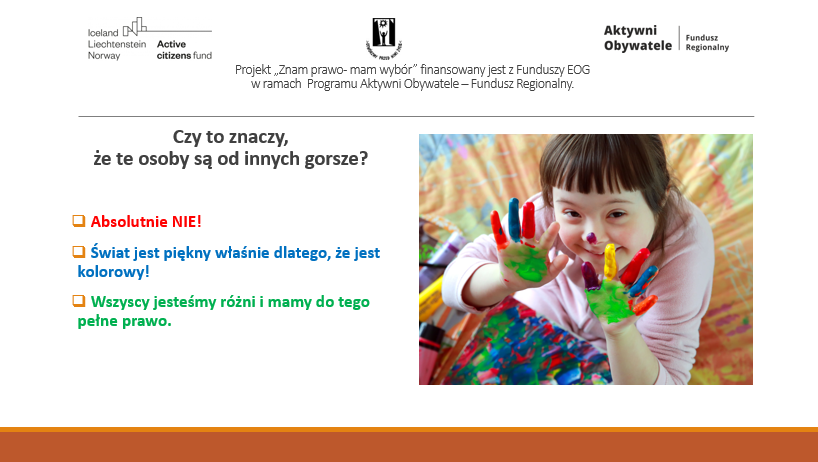 Iceland
Liechtenstein
Norway
Active
citizens fund
Aktywni
Obywatele
Fundusz
Regionalny
Projekt „Znam prawo- mam wybór” finansowany jest z Funduszy EOG
w ramach Programu Aktywni Obywatele – Fundusz Regionalny.
Czy to znaczy,
że te osoby są od innych gorsze?
Absolutnie NIE!
Świat jest piękny właśnie dlatego, że jest
kolorowy!
Wszyscy jesteśmy różni i mamy do tego
pełne prawo.